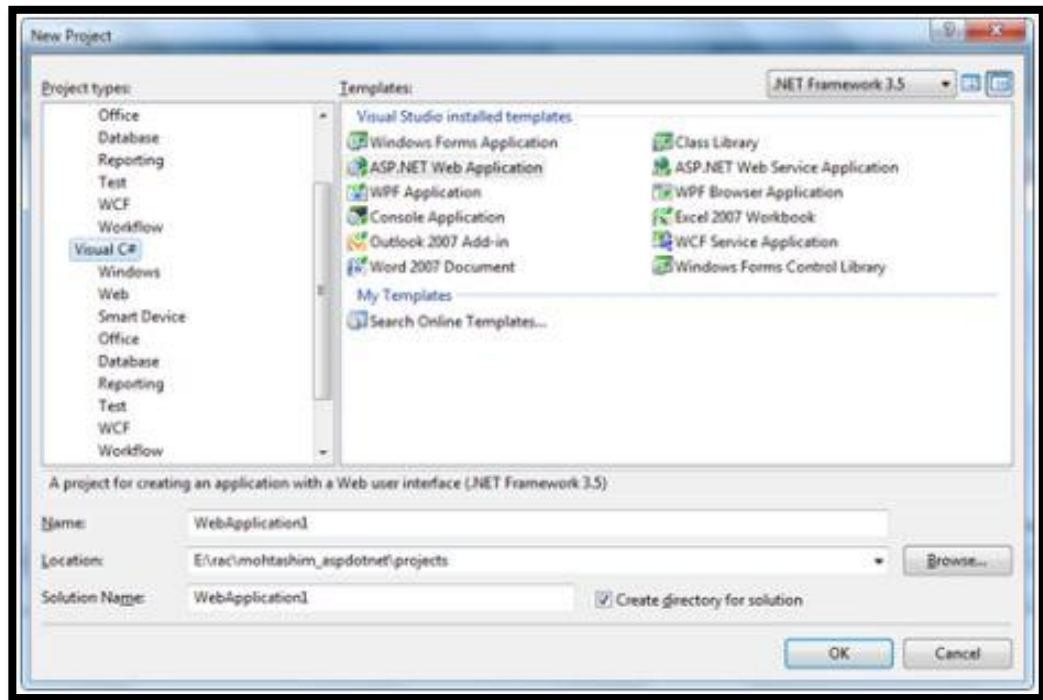 New Project
Project types:
Templates:
.NET Framework 3.5
Office
Database
Reporting
Test
WCF
Workflow
Visual C#
Windows
Web
Smart Device
Office
Database
Reporting
Test
WCF
Workflow
Visual Studio installed templates
Windows Forms Application
Class Library
ASP.NET Web Application
ASP.NET Web Service Application
WPF Application
WPF Browser Application
Console Application
Excel 2007 Workbook
Outlook 2007 Add-in
WCF Service Application
Word 2007 Document
Windows Forms Control Library
My Templates
Search Online Templates...
A project for creating an application with a Web user interface (.NET Framework 3.5)
Name: WebApplication1
Location: E:\rac\mohtashim_aspdotnet\projects Browse...
Solution Name: WebApplication1 Create directory for solution
OK Cancel